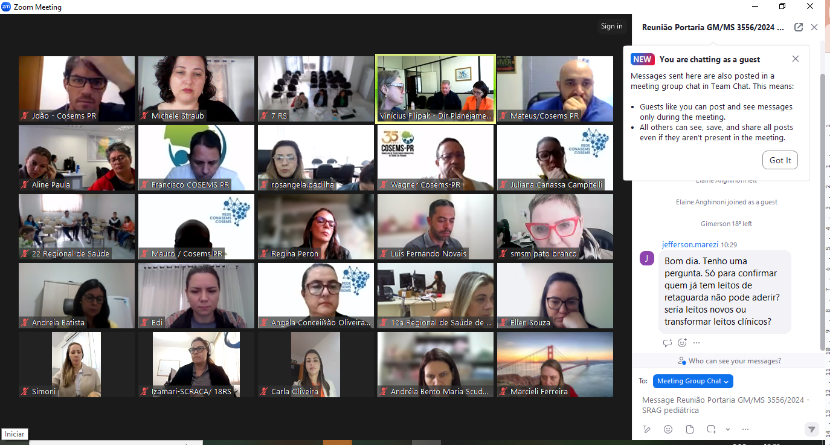 Zoom Meeting
Sign in
Reunião Portaria GM/MS 3556/2024 ...
NEW You are chatting as a guest
Messages sent here are also posted in a meeting group chat in Team Chat. This means:
Guests like you can post and see messages only during the meeting.
All others can see, save, and share all posts even if they aren't present in the meeting.
Got It
João - Cosems PR
Michele Straub
7 RS
Vinícius Filipak - Dir Planejame...
Mateus/Cosems PR
Aline Paula
Francisco COSEMS PR
35 COSEMS-PR
rosangela.padilha
Wagner Cosems-PR
Juliana Canassa Campitelli
22 Regional de Saúde
Mauro / Cosems PR
Regina Peron
Luis Fernando Novais
smsm pato branco
Andreia Batista
Edi
Angela Conceição Oliveira...
12a Regional de Saúde de ...
Ellen Souza
Simoni
Izamari-SCRACA/ 18RS
Carla Oliveira
Andréia Bento Maria Scud...
Marcieli Ferreira
Elaine Anghinoni left
Elaine Anghinoni joined as a guest
Gimerson 18ª left
jefferson.marezi 10:29
J
Bom dia. Tenho uma
pergunta. Só para confirmar
quem já tem leitos de
retaguarda não pode aderir?
seria leitos novos ou
transformar leitos clínicos?
Who can see your messages?
To: Meeting Group Chat
Message Reunião Portaria GM/MS 3556/2024 -
SRAG pediátrica
Iniciar